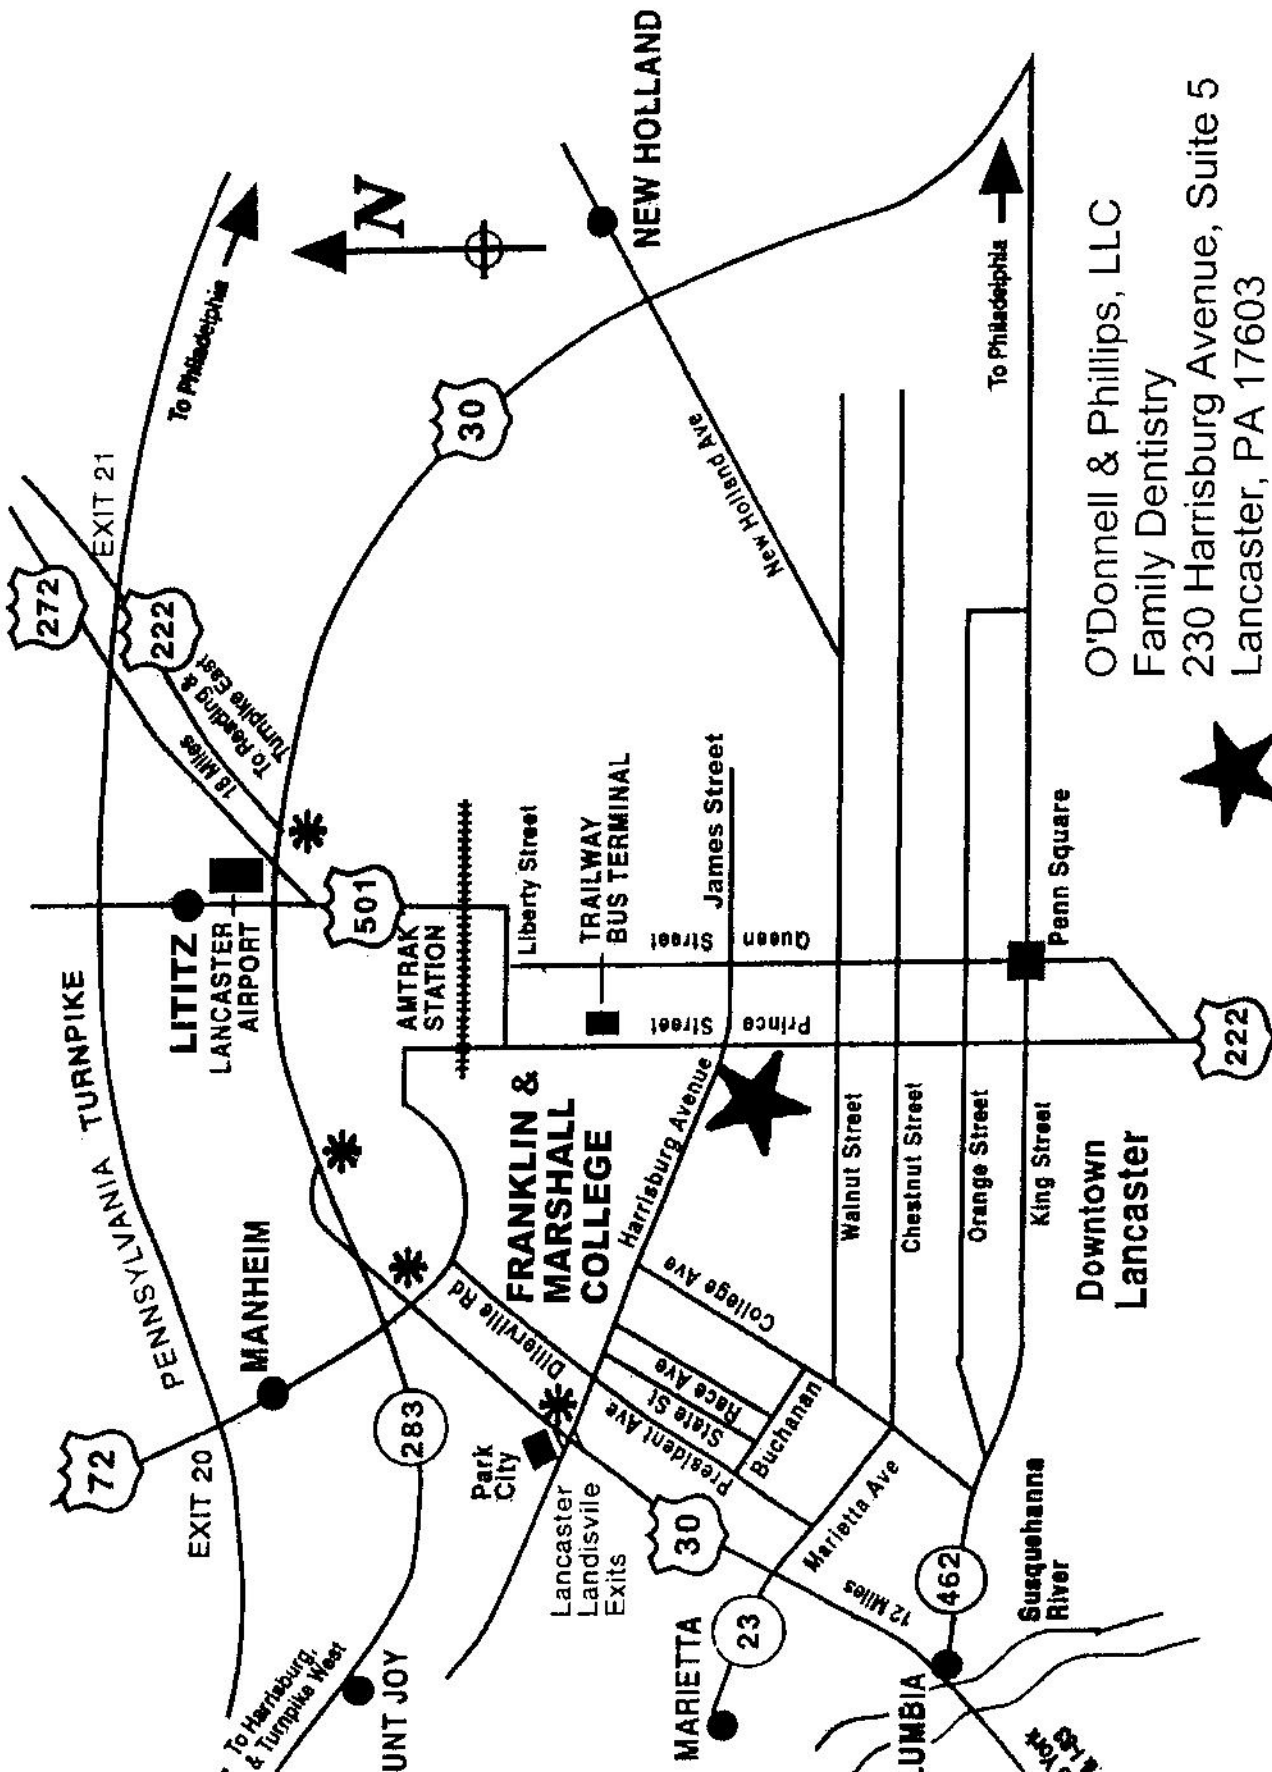 To Harrisburg,
& Turnpike West
UNT JOY
72
EXIT 20
PENNSYLVANIA TURNPIKE
MANHEIM
283
LITITZ
LANCASTER
AIRPORT
272
222
EXIT 21
18 Miles
To Reading &
Turnpike East
To Philadelphia
N
30
501
AMTRAK
STATION
Liberty Street
TRAILWAY
BUS TERMINAL
James Street
Queen
Street
Prince
Street
New Holland Ave
NEW HOLLAND
Park
City
Lancaster
Landisvile
Exits
Dillerville Rd
FRANKLIN &
MARSHALL
COLLEGE
Harrisburg Avenue
College Ave
Race Ave
State St
President Ave
Buchanan
Marietta Ave
30
MARIETTA
23
12 Miles
462
UMBIA
Susquehanna
River
York
Walnut Street
Chestnut Street
Orange Street
King Street
Penn Square
222
Downtown
Lancaster
To Philadelphia
O'Donnell & Phillips, LLC
Family Dentistry
230 Harrisburg Avenue, Suite 5
Lancaster, PA 17603